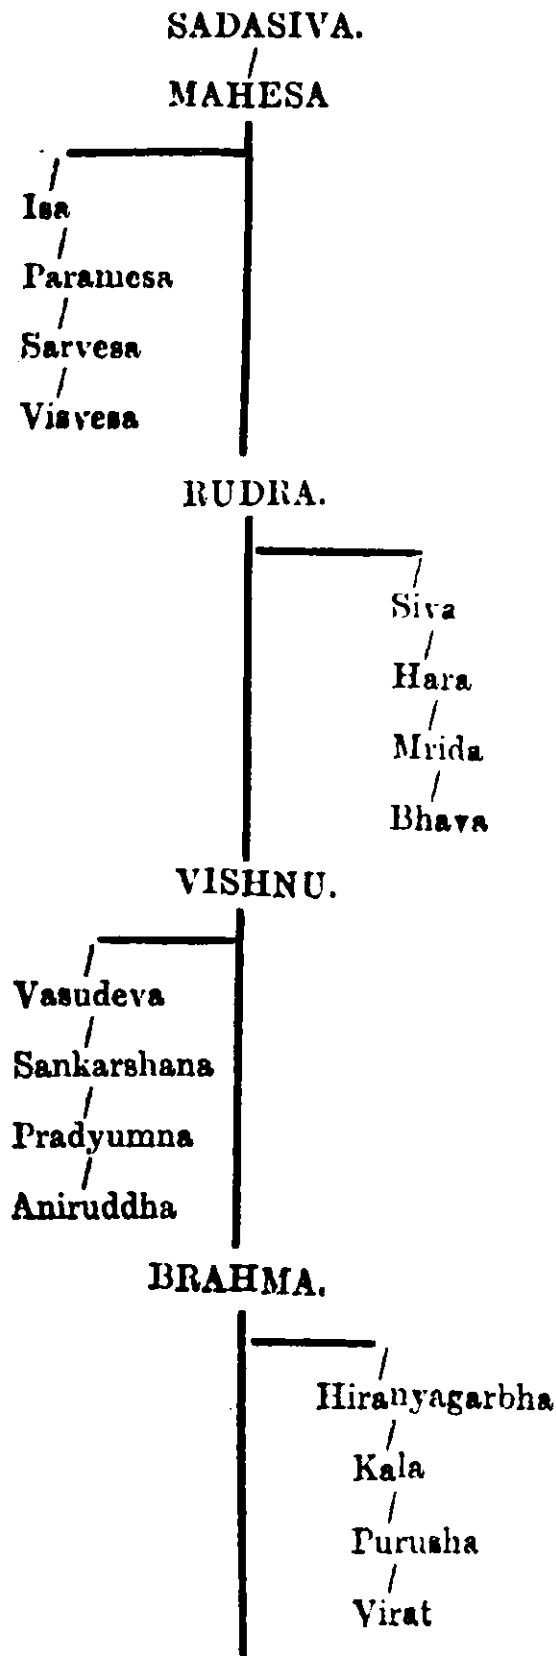 SADASIVA.
MAHESA
Isa
Paramesa
Sarvesa
Visvesa
RUDRA.
Siva
Hara
Mrida
Bhava
VISHNU.
Vasudeva
Sankarshana
Pradyumna
Aniruddha
BRAHMA.
Hiranyagarbha
Kala
Purusha
Virat